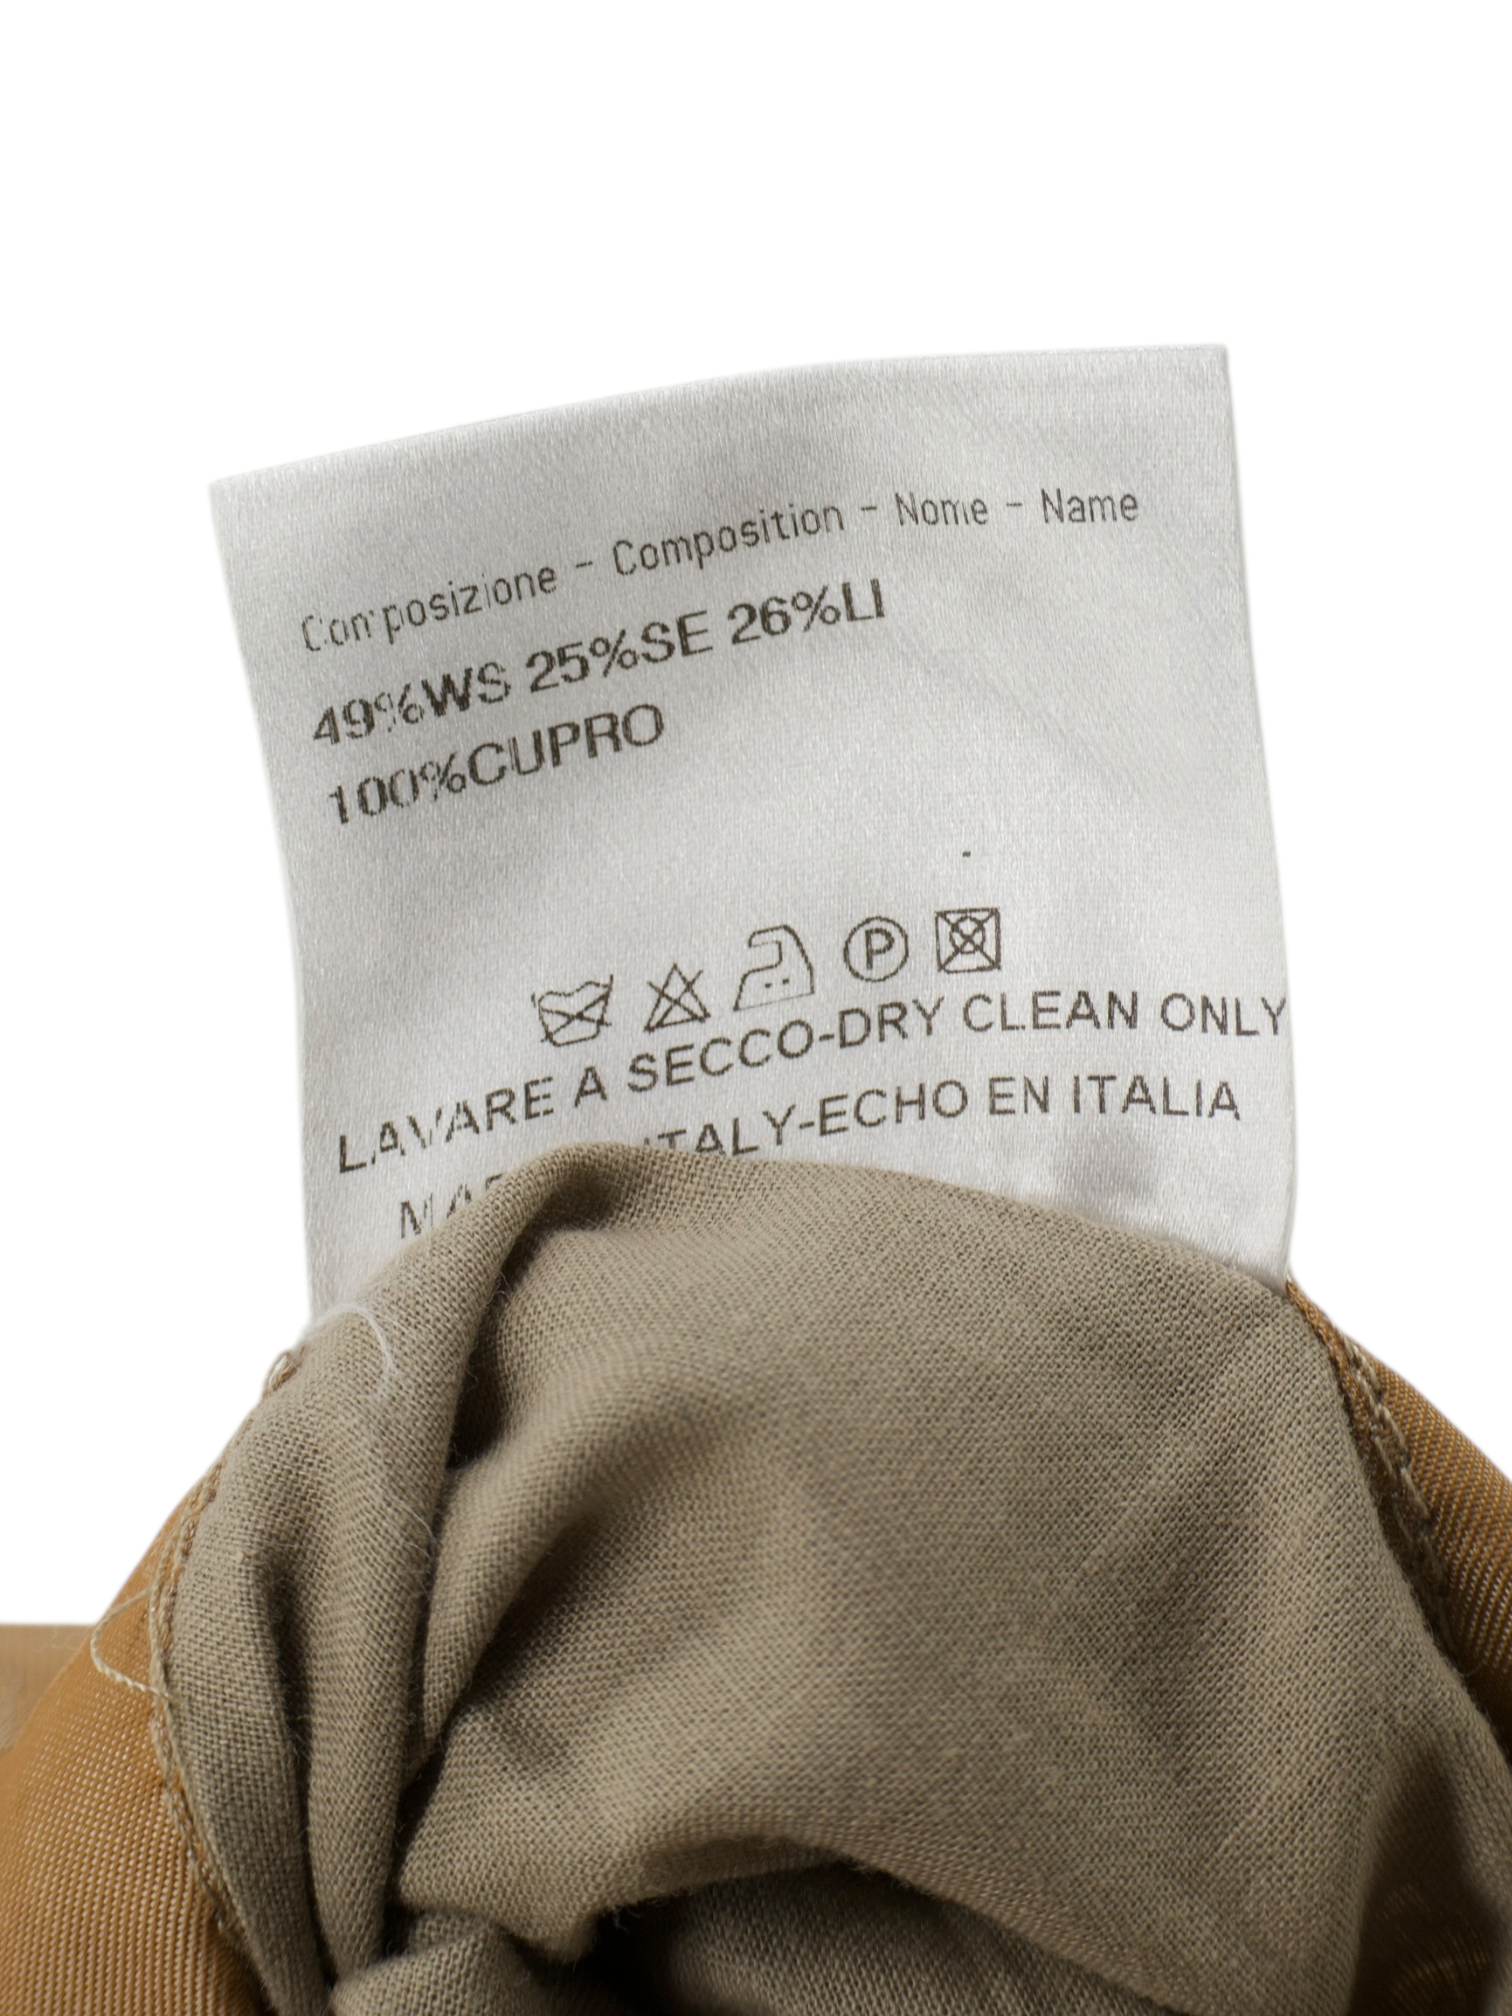 Composizione - Composition - Nome - Name
49%WS 25%SE 26%LI
100%CUPRO
P
LAVARE A SECCO-DRY CLEAN ONLY
ITALY-ECHO EN ITALIA